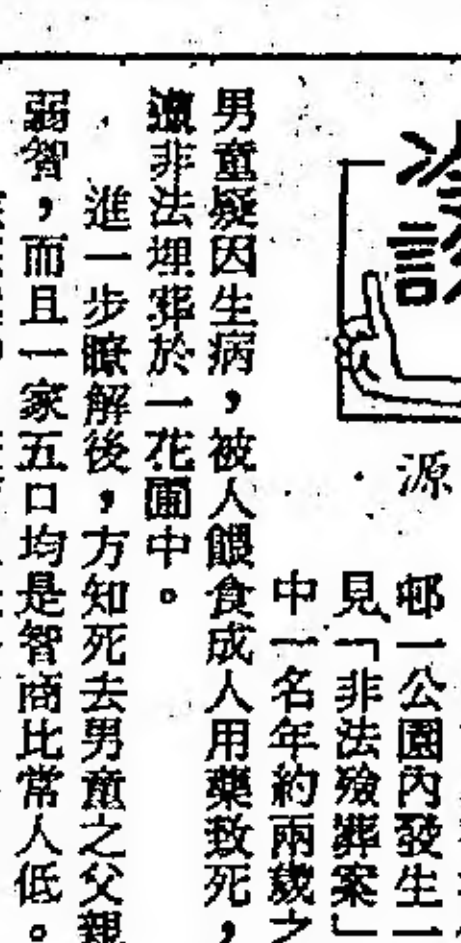 源
邨一公園內發生一
見「非法殮葬案」
中一名年約兩歲之
男童疑因生病，被人餵食成人用藥致死，
遭非法埋葬於一花圃中。
進一步瞭解後，方知死去男童之父親
弱智，而且一家五口均是智商比常人低。